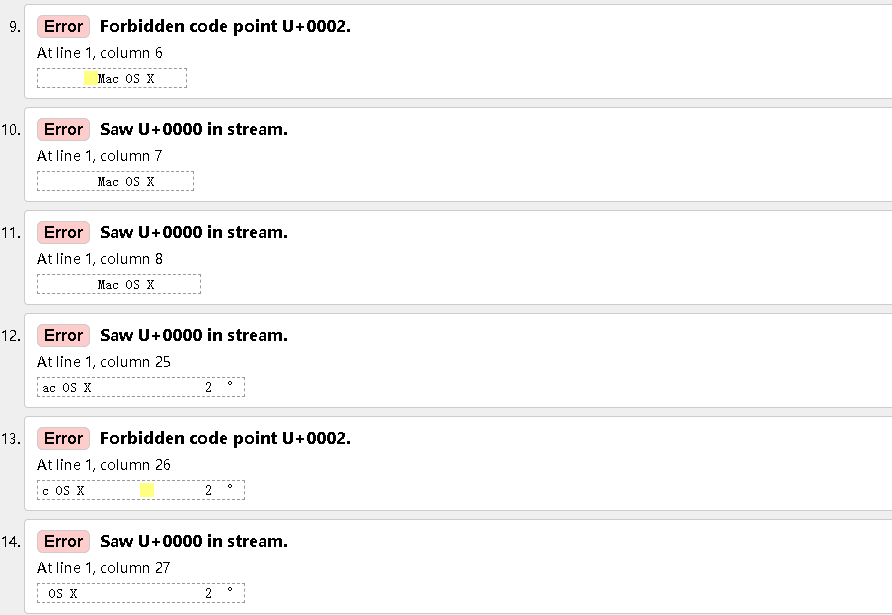 9. Error Forbidden code point U+0002.
At line 1, column 6
Mac OS X
10. Error Saw U+0000 in stream.
At line 1, column 7
Mac OS X
11. Error Saw U+0000 in stream.
At line 1, column 8
Mac OS X
12. Error Saw U+0000 in stream.
At line 1, column 25
ac OS X 2 °
13. Error Forbidden code point U+0002.
At line 1, column 26
c OS X 2 °
14. Error Saw U+0000 in stream.
At line 1, column 27
OS X 2 °